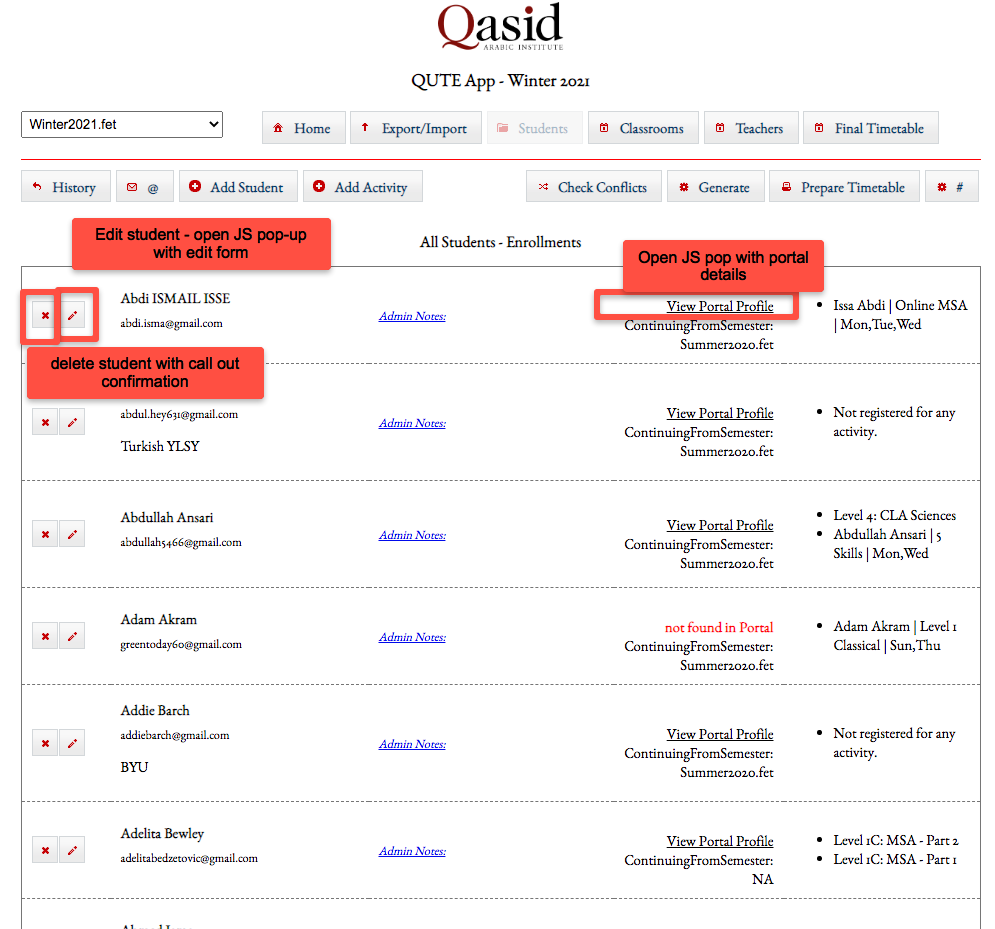 Qasid
ARABIC INSTITUTE
QUTE App - Winter 2021
Winter2021.fet
Home
Export/Import
Students
Classrooms
Teachers
Final Timetable
History
@
Add Student
Add Activity
Check Conflicts
Generate
Prepare Timetable
#
Edit student - open JS pop-up
with edit form
All Students - Enrollments
Open JS pop with portal
details
Abdi ISMAIL ISSE
abdi.isma@gmail.com
Admin Notes:
View Portal Profile
ContinuingFromSemester:
Summer2020.fet
Issa Abdi | Online MSA
| Mon,Tue,Wed
delete student with call out
confirmation
abdul.hey631@gmail.com
Turkish YLSY
Admin Notes:
View Portal Profile
ContinuingFromSemester:
Summer2020.fet
Not registered for any
activity.
Abdullah Ansari
abdullah5466@gmail.com
Admin Notes:
View Portal Profile
ContinuingFromSemester:
Summer2020.fet
Level 4: CLA Sciences
Abdullah Ansari | 5
Skills | Mon,Wed
Adam Akram
greentoday60@gmail.com
Admin Notes:
not found in Portal
ContinuingFromSemester:
Summer2020.fet
Adam Akram | Level 1
Classical | Sun,Thu
Addie Barch
addiebarch@gmail.com
BYU
Admin Notes:
View Portal Profile
ContinuingFromSemester:
Summer2020.fet
Not registered for any
activity.
Adelita Bewley
adelitabedzetovic@gmail.com
Admin Notes:
View Portal Profile
ContinuingFromSemester:
NA
Level 1C: MSA - Part 2
Level 1C: MSA - Part 1